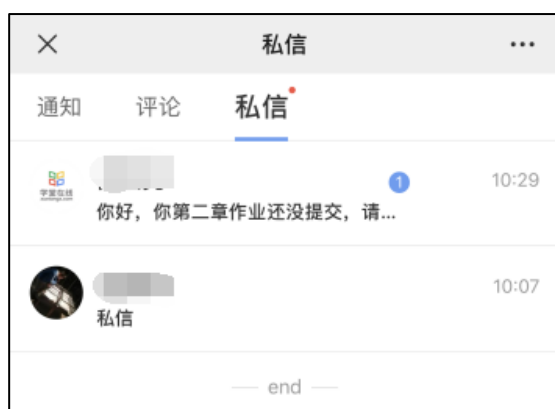 私信
通知 评论 私信
学堂在线
1 10:29
你好，你第二章作业还没提交，请...
10:07
私信
end